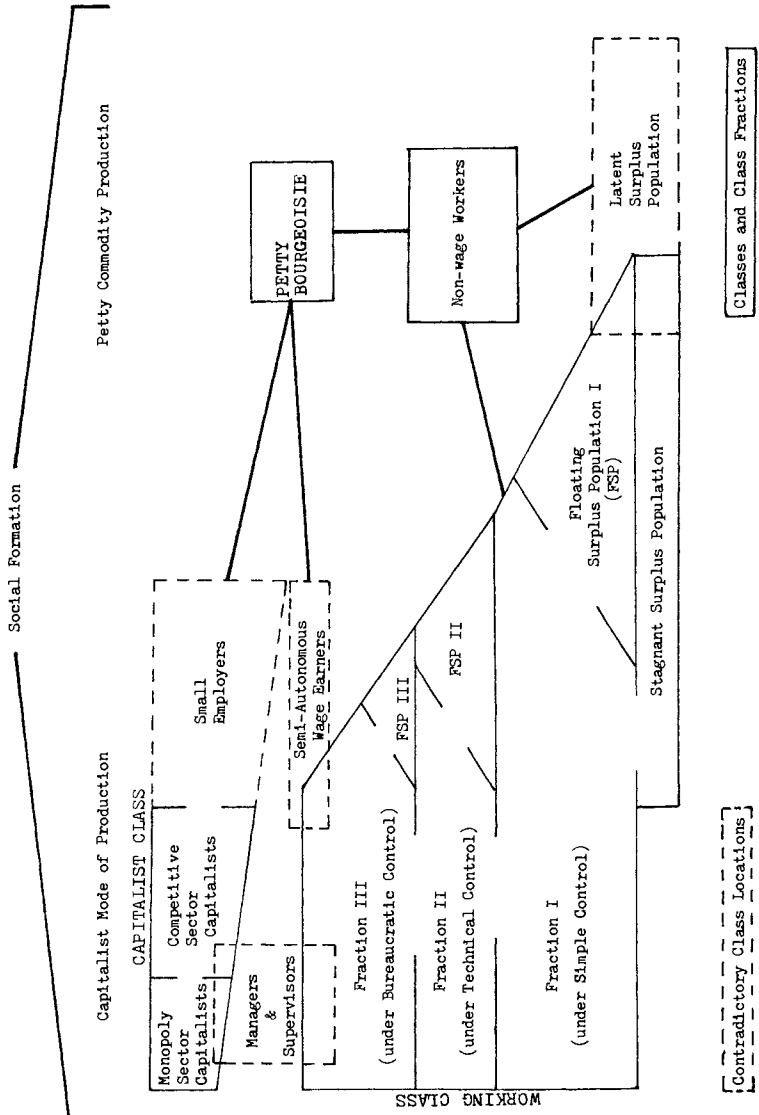 Social Formation
Capitalist Mode of Production
Petty Commodity Production
CAPITALIST CLASS
Monopoly
Sector
Capitalists
Competitive
Sector
Capitalists
Small
Employers
Managers
&
Supervisors
Semi-Autonomous
Wage Earners
PETTY
BOURGEOISIE
WORKING CLASS
Fraction III
(under Bureaucratic Control)
FSP III
Fraction II
(under Technical Control)
FSP II
Non-wage Workers
Fraction I
(under Simple Control)
Floating
Surplus Population I
(FSP)
Latent
Surplus
Population
Stagnant Surplus Population
Contradictory Class Locations
Classes and Class Fractions